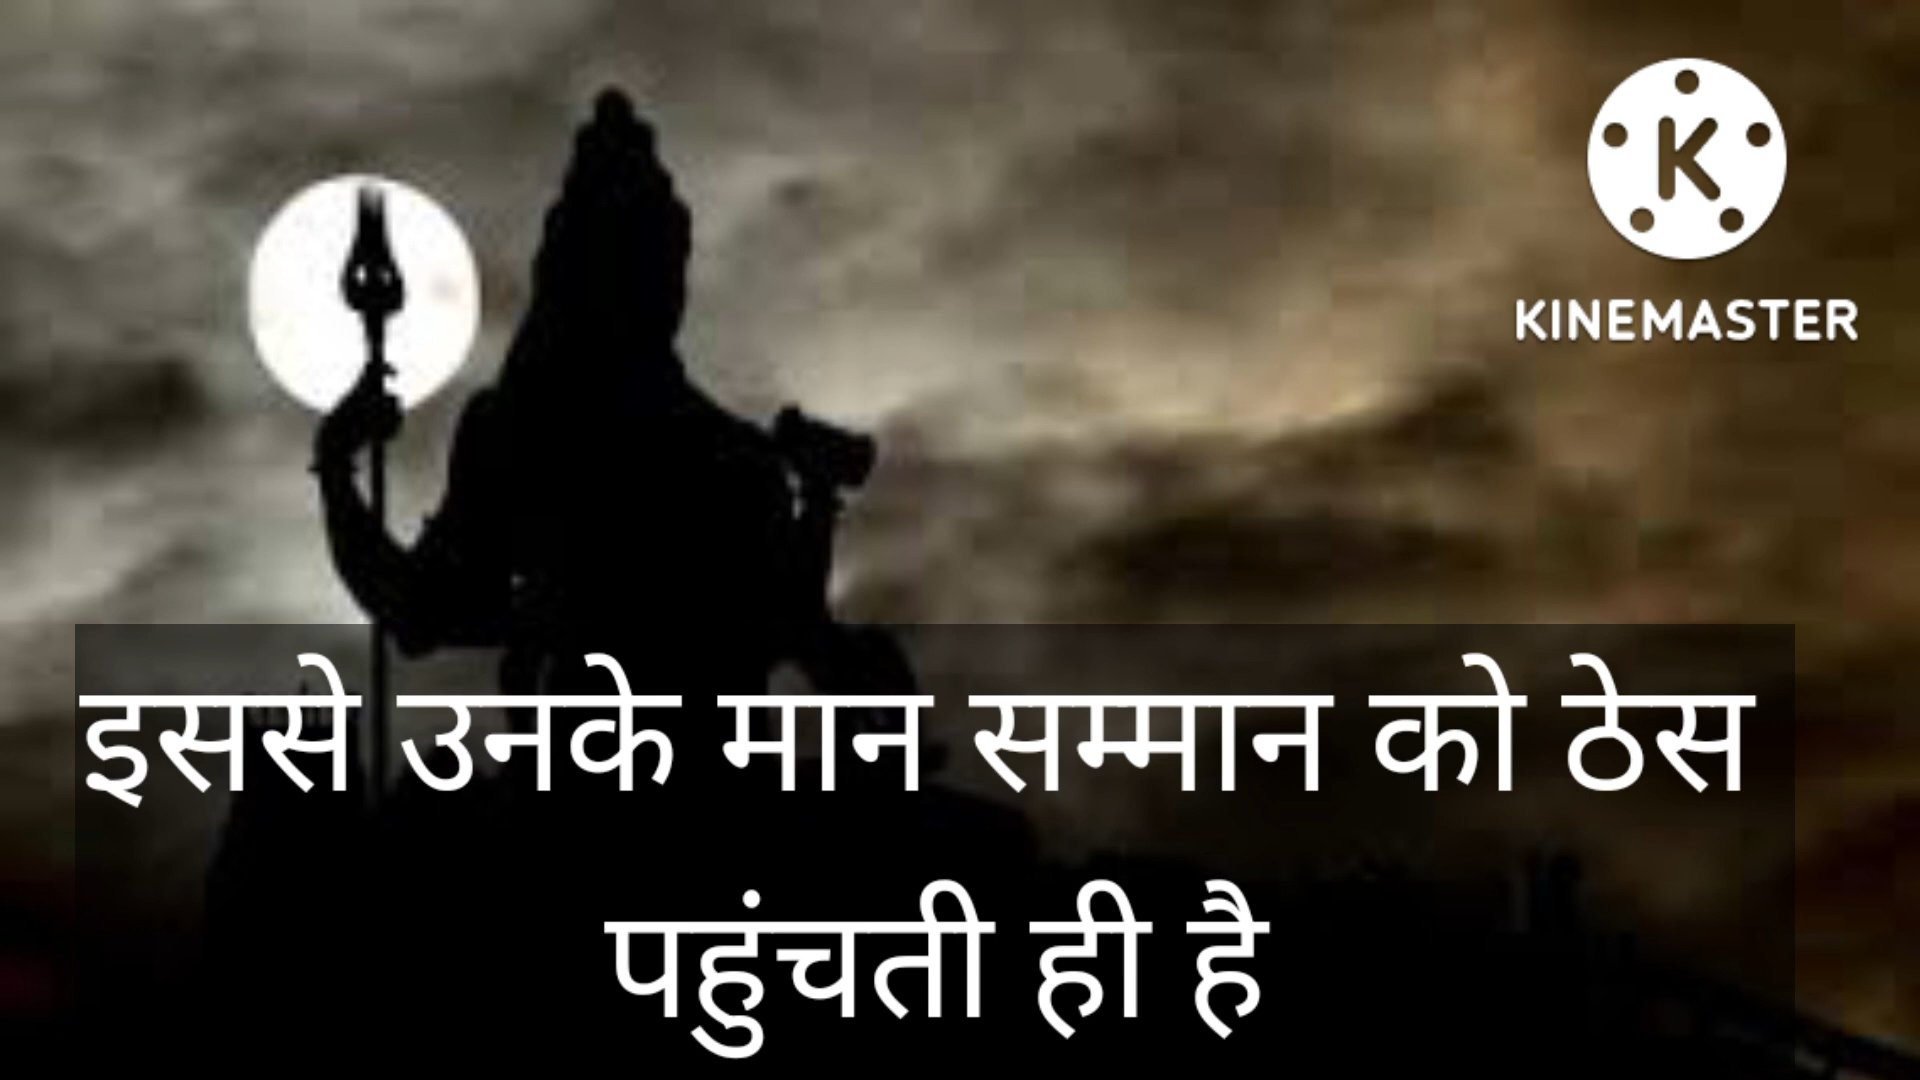 K
KINEMASTER
इससे उनके मान सम्मान को ठेस
पहुंचती ही है